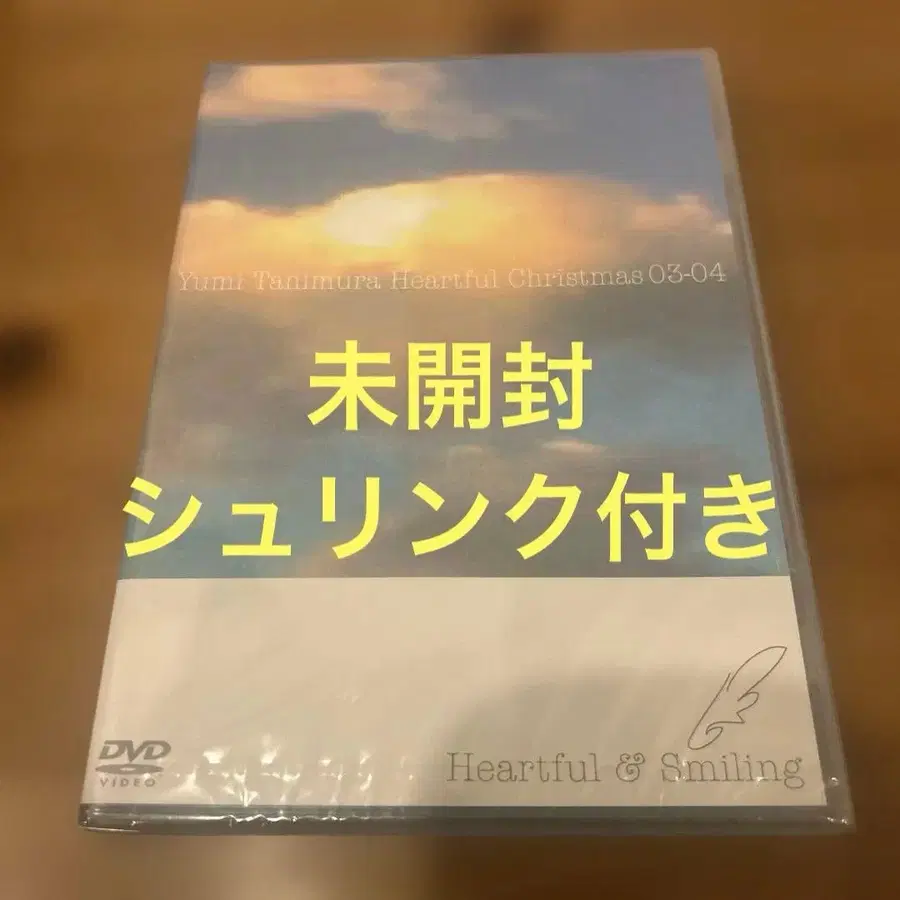 Yumi Tanimura Heartful Christmas 03-04
未開封
シュリンク付き
DVD
VIDEO
Heartful & Smiling